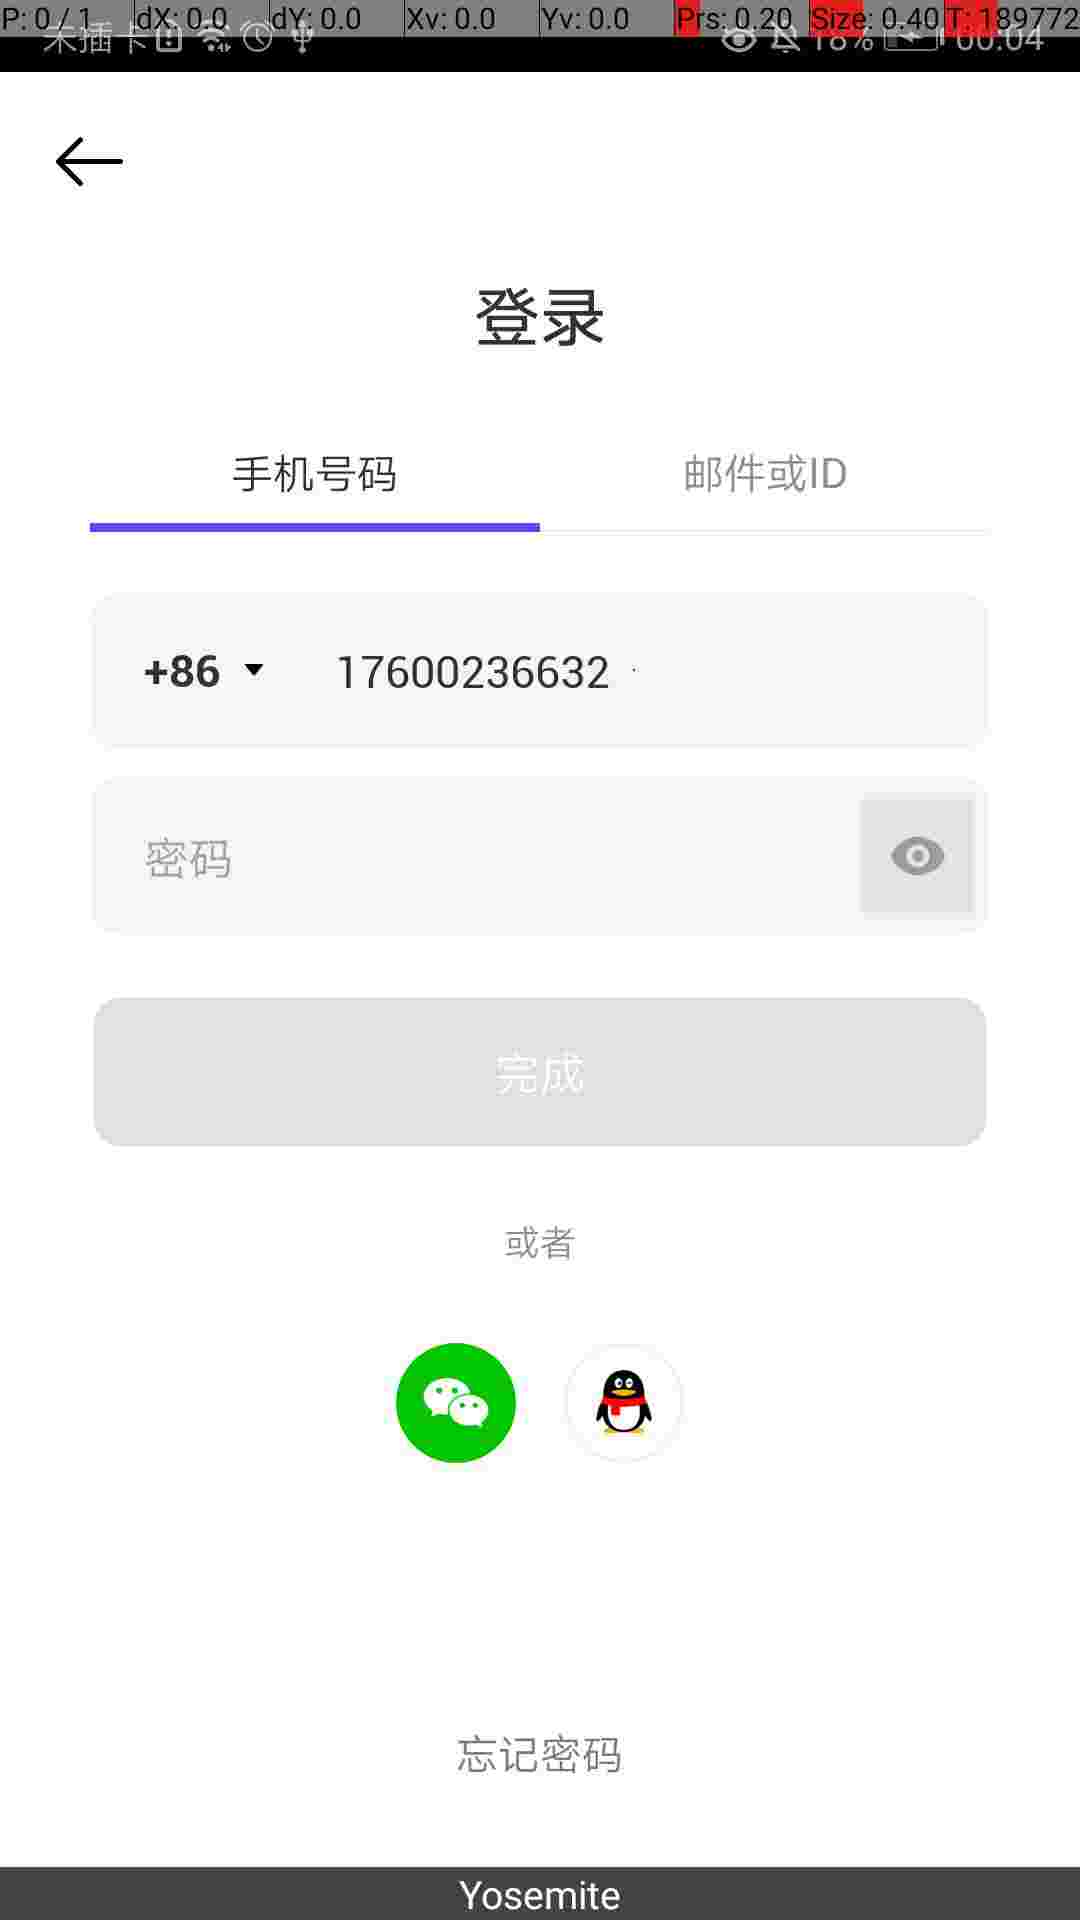 P: 0 / 1 dX: 0.0 dY: 0.0 Xv: 0.0 Yv: 0.0 Prs: 0.20 Size: 0.40 T: 189772
未插卡 18% 00:04
登录
手机号码 邮件或ID
+86 17600236632
密码
完成
或者
忘记密码
Yosemite